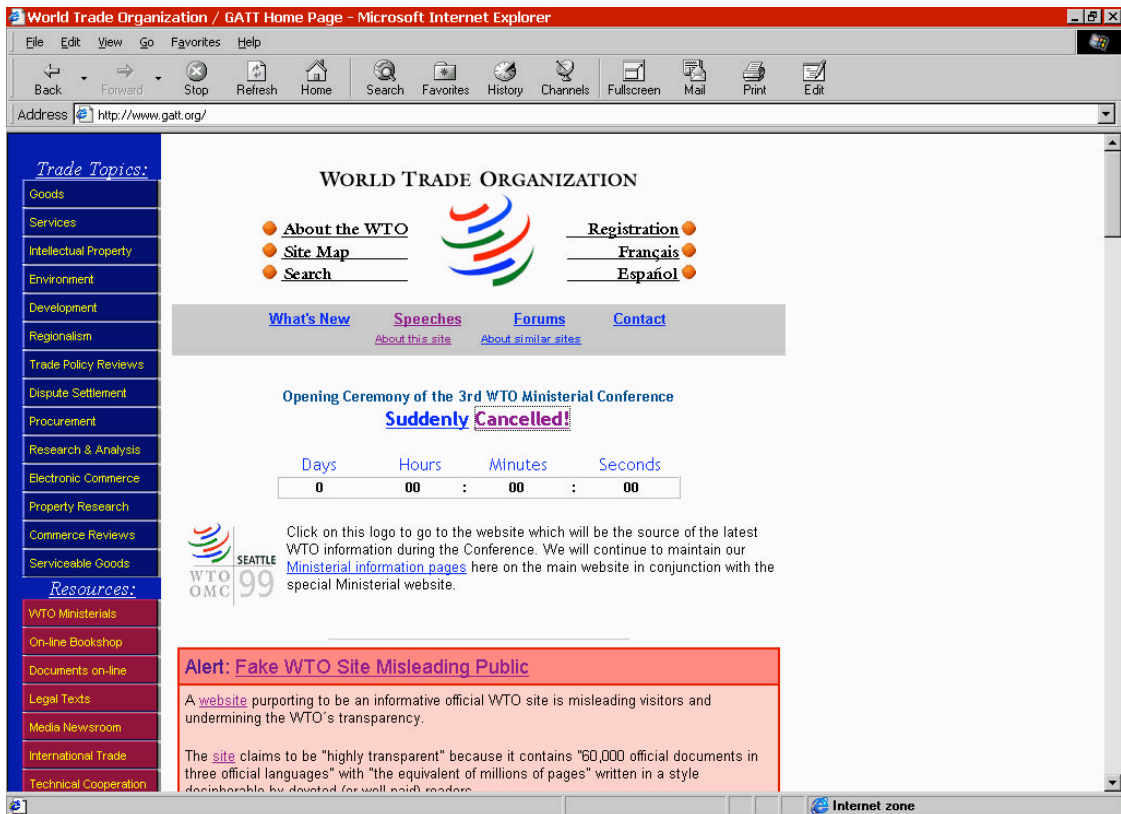 World Trade Organization / GATT Home Page - Microsoft Internet Explorer
File Edit View Go Favorites Help
Back Forward Stop Refresh Home Search Favorites History Channels Fullscreen Mail Print Edit
Address http://www.gatt.org/
Trade Topics:
Goods
Services
Intellectual Property
Environment
Development
Regionalism
Trade Policy Reviews
Dispute Settlement
Procurement
Research & Analysis
Electronic Commerce
Property Research
Commerce Reviews
Serviceable Goods
Resources:
WTO Ministerials
On-line Bookshop
Documents on-line
Legal Texts
Media Newsroom
International Trade
Technical Cooperation
WORLD TRADE ORGANIZATION
About the WTO Registration
Site Map Français
Search Español
What's New Speeches Forums Contact
About this site About similar sites
Opening Ceremony of the 3rd WTO Ministerial Conference
Suddenly Cancelled!
Days Hours Minutes Seconds
0 00 : 00 : 00
SEATTLE
WTO
OMC 99
Click on this logo to go to the website which will be the source of the latest
WTO information during the Conference. We will continue to maintain our
Ministerial information pages here on the main website in conjunction with the
special Ministerial website.
Alert: Fake WTO Site Misleading Public
A website purporting to be an informative official WTO site is misleading visitors and
undermining the WTO´s transparency.
The site claims to be "highly transparent" because it contains "60,000 official documents in
three official languages" with "the equivalent of millions of pages" written in a style
decipherable by devoted (or well paid) readers
Internet zone